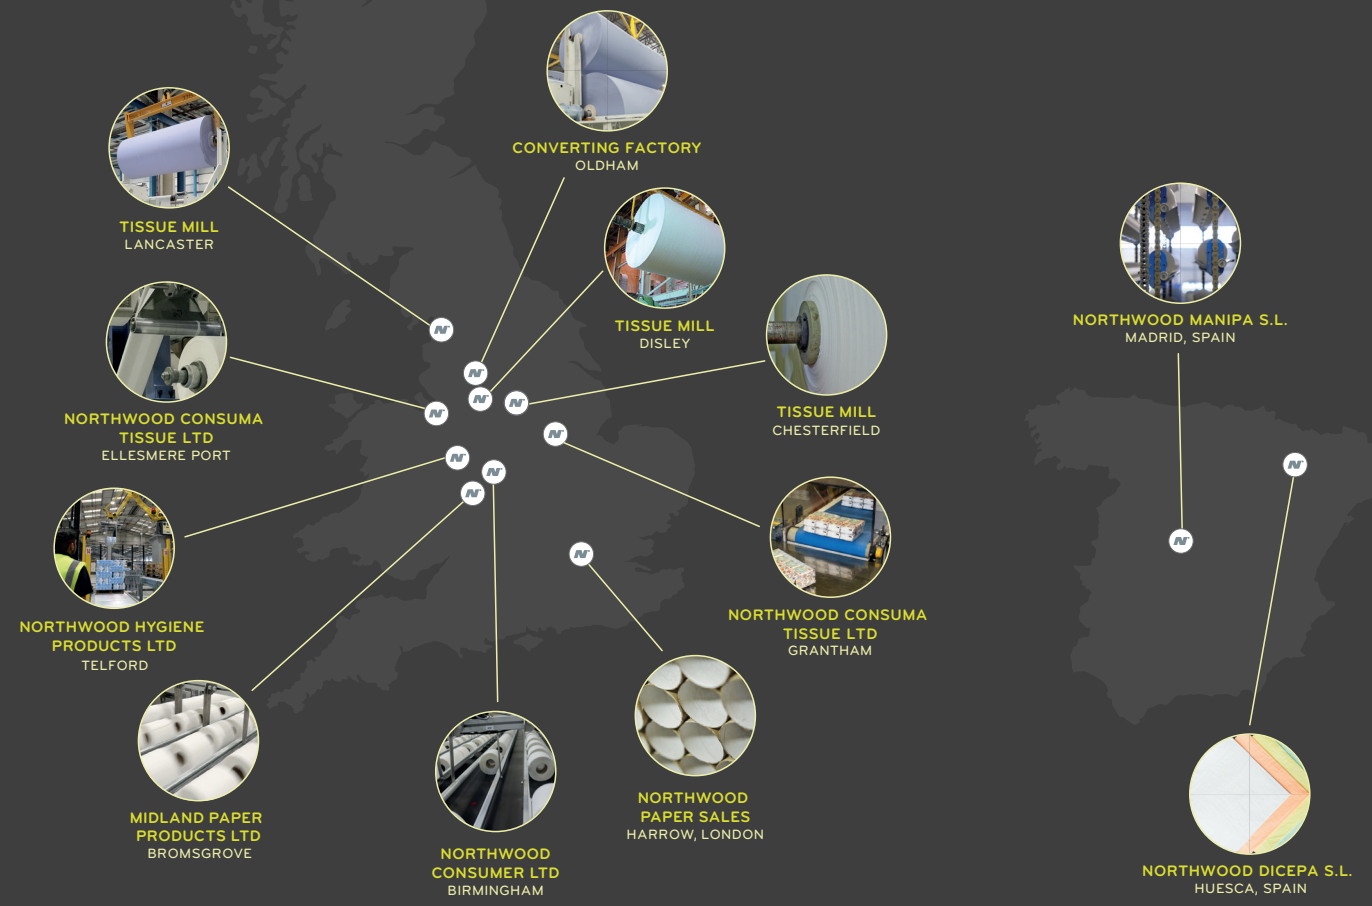 CONVERTING FACTORY
OLDHAM
TISSUE MILL
LANCASTER
TISSUE MILL
DISLEY
NORTHWOOD MANIPA S.L.
MADRID, SPAIN
TISSUE MILL
CHESTERFIELD
NORTHWOOD CONSUMA
TISSUE LTD
ELLESMERE PORT
NORTHWOOD CONSUMA
TISSUE LTD
GRANTHAM
NORTHWOOD HYGIENE
PRODUCTS LTD
TELFORD
MIDLAND PAPER
PRODUCTS LTD
BROMSGROVE
NORTHWOOD
PAPER SALES
HARROW, LONDON
NORTHWOOD
CONSUMER LTD
BIRMINGHAM
NORTHWOOD DICEPA S.L.
HUESCA, SPAIN
N
N
N
N
N
N
N
N
N
N
N
N